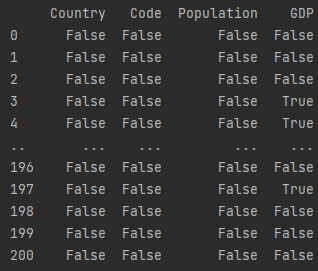 Country Code Population GDP
0 False False False False
1 False False False False
2 False False False False
3 False False False True
4 False False False True
.. ... ... ... ...
196 False False False False
197 False False False True
198 False False False False
199 False False False False
200 False False False False